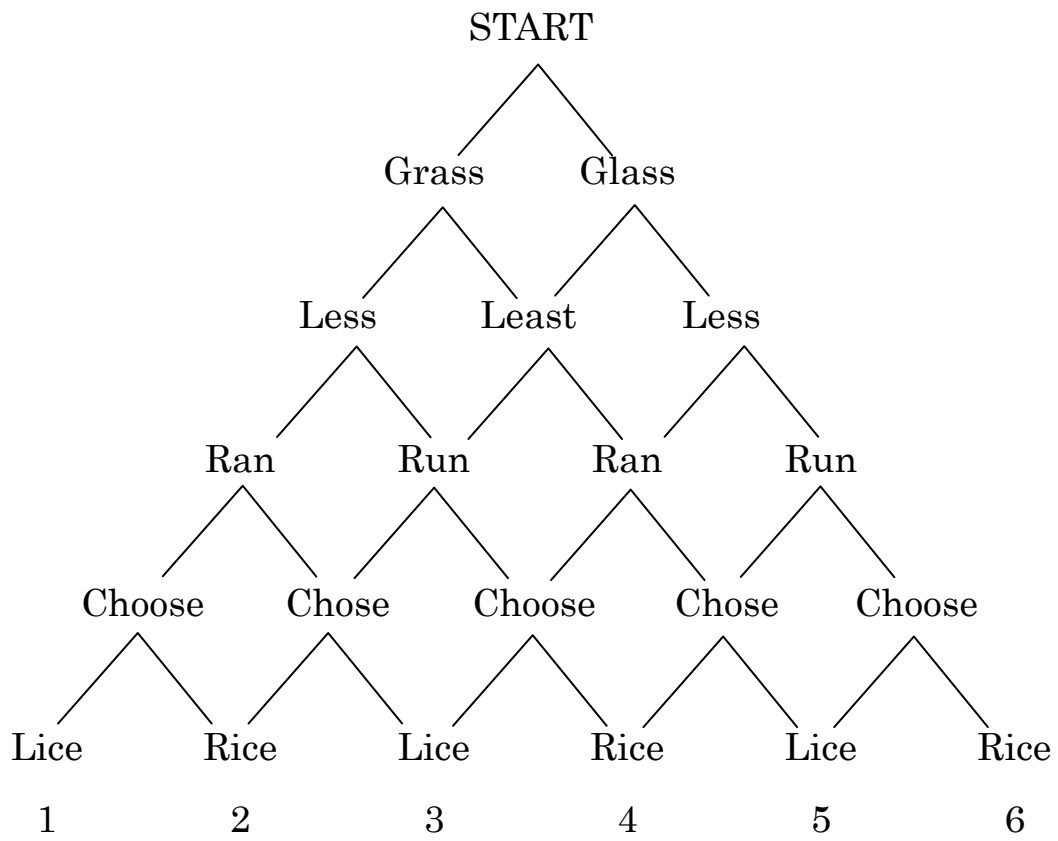 START
Grass Glass
Less Least Less
Ran Run Ran Run
Choose Chose Choose Chose Choose
Lice Rice Lice Rice Lice Rice
1 2 3 4 5 6